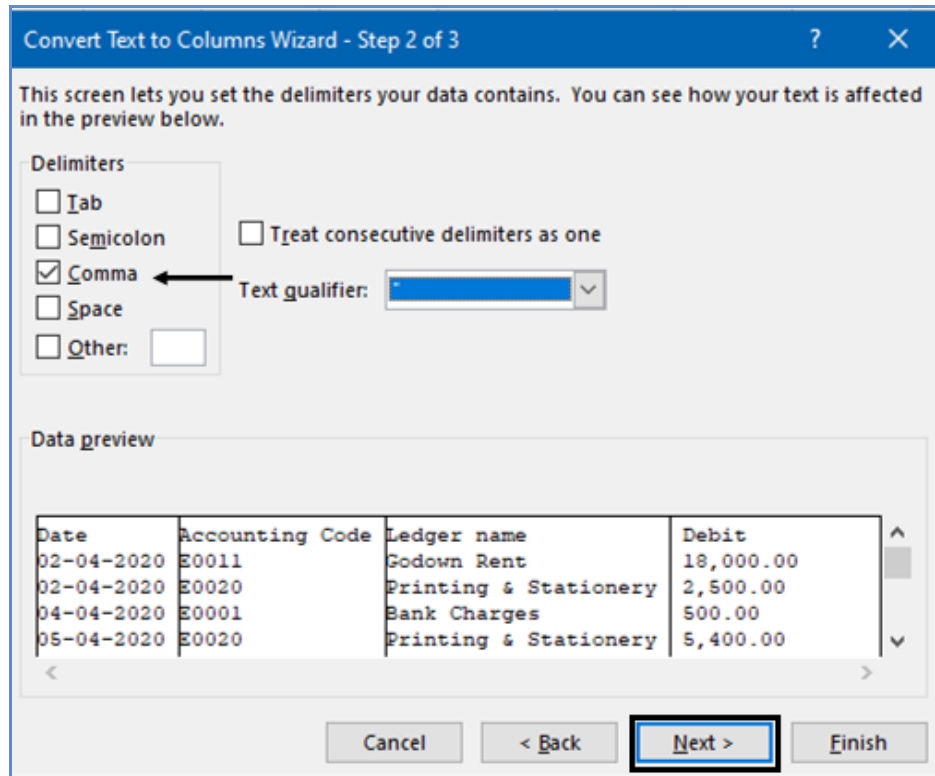 Convert Text to Columns Wizard - Step 2 of 3 ?
This screen lets you set the delimiters your data contains. You can see how your text is affected
in the preview below.
Delimiters
Tab
Semicolon
Comma
Space
Other:
Treat consecutive delimiters as one
Text qualifier: "
Data preview
Date Accounting Code Ledger name Debit
02-04-2020 E0011 Godown Rent 18,000.00
02-04-2020 E0020 Printing & Stationery 2,500.00
04-04-2020 E0001 Bank Charges 500.00
05-04-2020 E0020 Printing & Stationery 5,400.00
Cancel < Back Next > Finish